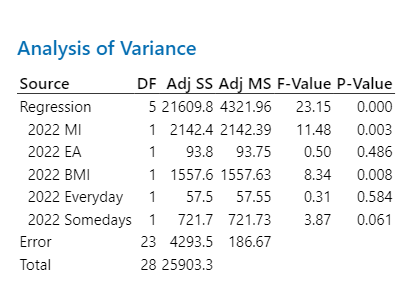 Analysis of Variance
Source DF Adj SS Adj MS F-Value P-Value
Regression 5 21609.8 4321.96 23.15 0.000
2022 MI 1 2142.4 2142.39 11.48 0.003
2022 EA 1 93.8 93.75 0.50 0.486
2022 BMI 1 1557.6 1557.63 8.34 0.008
2022 Everyday 1 57.5 57.55 0.31 0.584
2022 Somedays 1 721.7 721.73 3.87 0.061
Error 23 4293.5 186.67
Total 28 25903.3